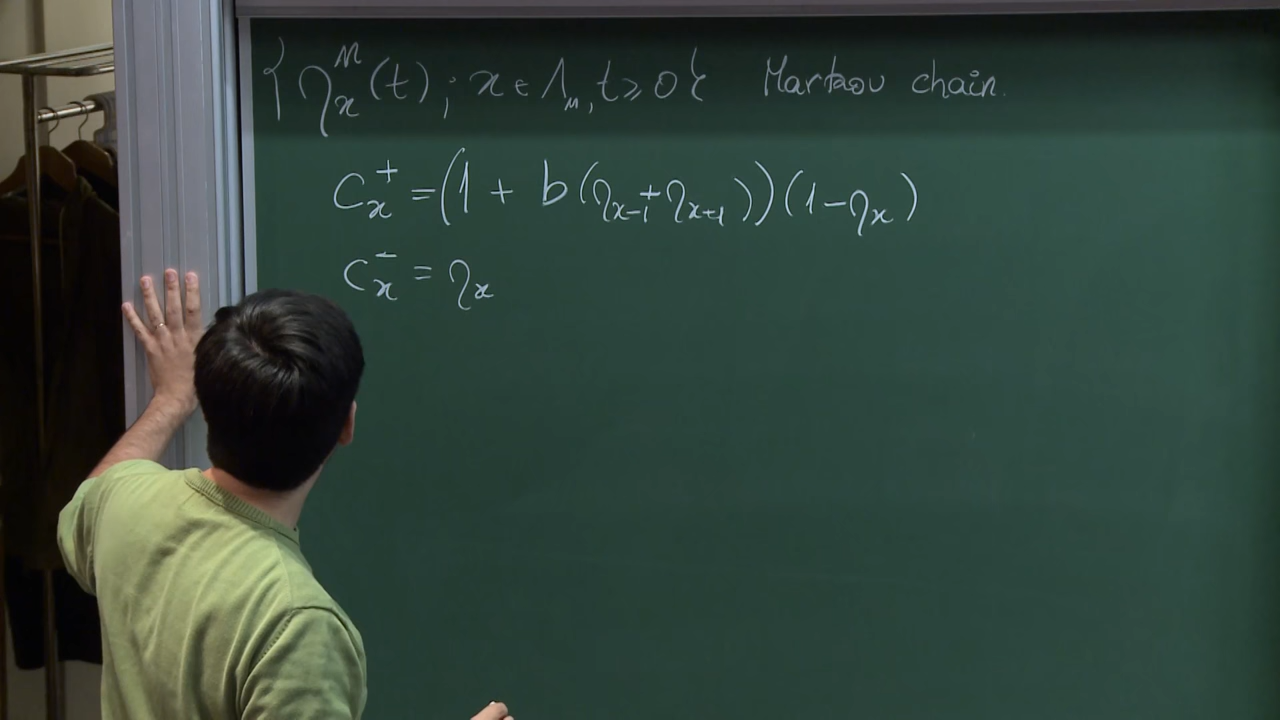 { η_x^n(t) ; x ∈ Λ_n, t ≥ 0 } Markov chain.
C_x^+ = (1 + b(η_{x-1} + η_{x+1}))(1 - η_x)
C_x^- = η_x